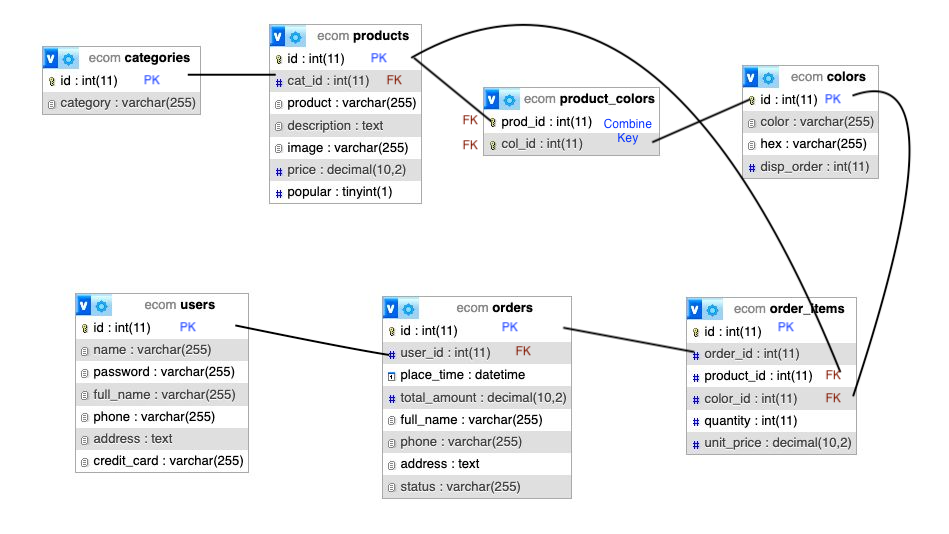 ecom categories
id : int(11) PK
category : varchar(255)
ecom products
id : int(11) PK
cat_id : int(11) FK
product : varchar(255)
description : text
image : varchar(255)
price : decimal(10,2)
popular : tinyint(1)
ecom product_colors
FK prod_id : int(11)
FK col_id : int(11)
Combine
Key
ecom colors
id : int(11) PK
color : varchar(255)
hex : varchar(255)
disp_order : int(11)
ecom users
id : int(11) PK
name : varchar(255)
password : varchar(255)
full_name : varchar(255)
phone : varchar(255)
address : text
credit_card : varchar(255)
ecom orders
id : int(11) PK
user_id : int(11) FK
place_time : datetime
total_amount : decimal(10,2)
full_name : varchar(255)
phone : varchar(255)
address : text
status : varchar(255)
ecom order_items
id : int(11) PK
order_id : int(11)
product_id : int(11) FK
color_id : int(11) FK
quantity : int(11)
unit_price : decimal(10,2)